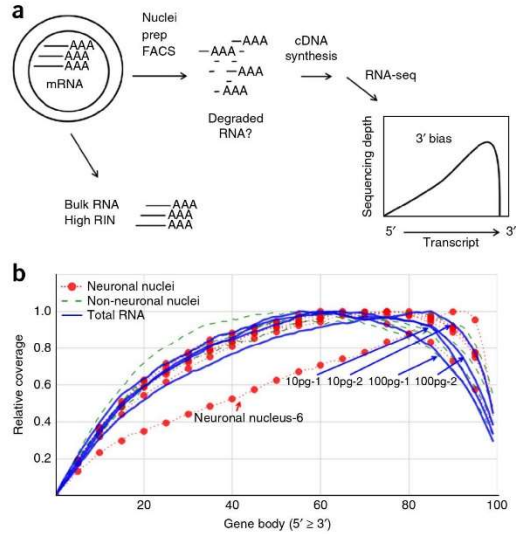 a
AAA
AAA
AAA
mRNA
Nuclei
prep
FACS
AAA
AAA
AAA
AAA
Degraded
RNA?
cDNA
synthesis
RNA-seq
Bulk RNA
High RIN
AAA
AAA
AAA
Sequencing depth
3′ bias
5′
3′
Transcript
b
Neuronal nuclei
Non-neuronal nuclei
Total RNA
Relative coverage
1.0
0.8
0.6
0.4
0.2
10pg-1 10pg-2 100pg-1 100pg-2
Neuronal nucleus-6
20 40 60 80 100
Gene body (5′ ≥ 3′)